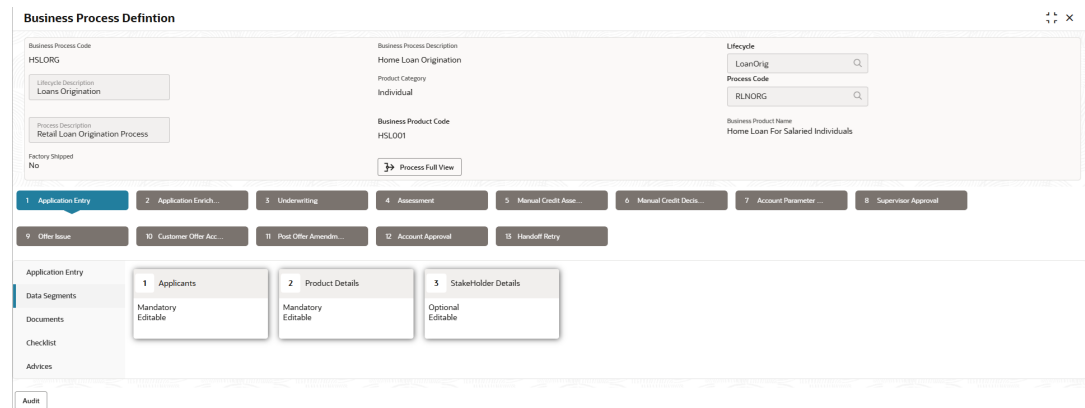 Business Process Defintion
Business Process Code
HSLORG
Business Process Description
Home Loan Origination
Lifecycle
LoanOrig
Lifecycle Description
Loans Origination
Product Category
Individual
Process Code
RLNORG
Process Description
Retail Loan Origination Process
Business Product Code
HSL001
Business Product Name
Home Loan For Salaried Individuals
Factory Shipped
No
Process Full View
1 Application Entry
2 Application Enrich...
3 Underwriting
4 Assessment
5 Manual Credit Asse...
6 Manual Credit Decis...
7 Account Parameter ...
8 Supervisor Approval
9 Offer Issue
10 Customer Offer Acc...
11 Post Offer Amendm...
12 Account Approval
13 Handoff Retry
Application Entry
Data Segments
Documents
Checklist
Advices
1 Applicants
Mandatory
Editable
2 Product Details
Mandatory
Editable
3 StakeHolder Details
Optional
Editable
Audit